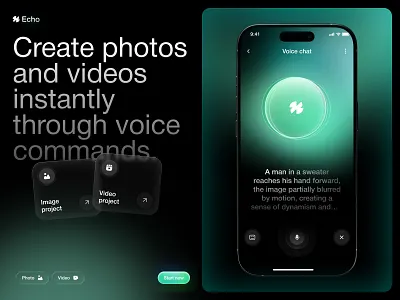 Echo
Create photos
and videos
instantly
through voice
commands
Image
project
Video
project
Photo
Video
Start now
9:41
Voice chat
A man in a sweater
reaches his hand forward,
the image partially blurred
by motion, creating a
sense of dynamism and...